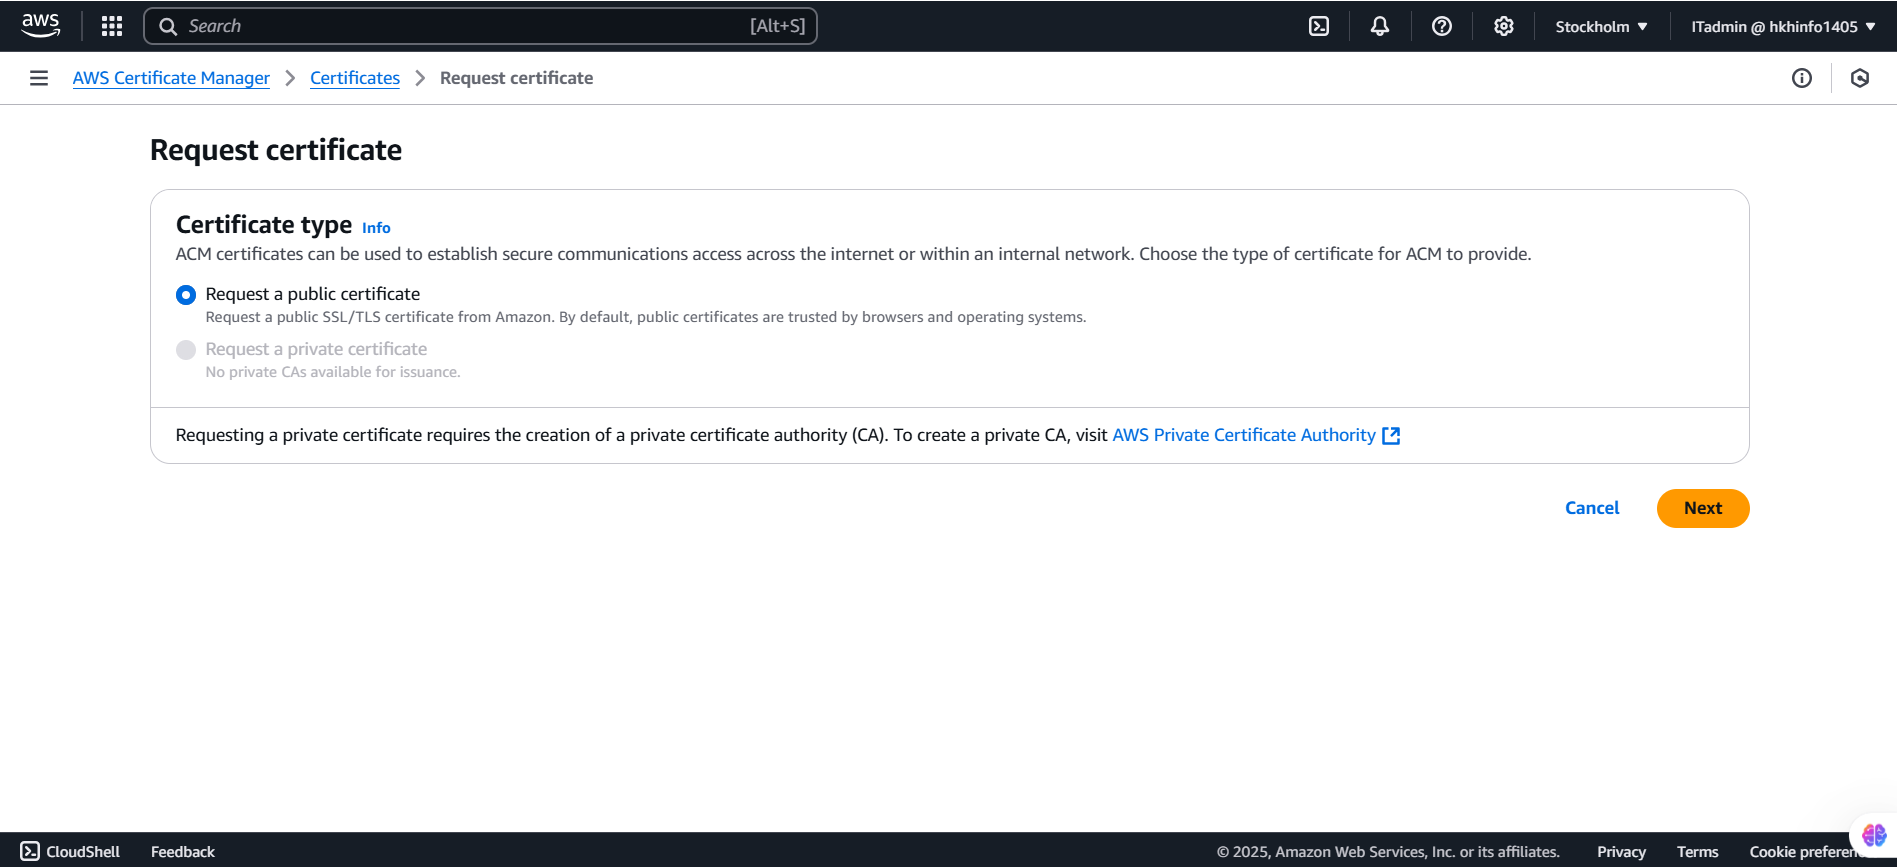 aws
Search [Alt+S]
Stockholm
ITadmin @ hkhinfo1405
AWS Certificate Manager
Certificates
Request certificate
Request certificate
Certificate type Info
ACM certificates can be used to establish secure communications access across the internet or within an internal network. Choose the type of certificate for ACM to provide.
Request a public certificate
Request a public SSL/TLS certificate from Amazon. By default, public certificates are trusted by browsers and operating systems.
Request a private certificate
No private CAs available for issuance.
Requesting a private certificate requires the creation of a private certificate authority (CA). To create a private CA, visit AWS Private Certificate Authority
Cancel
Next
CloudShell
Feedback
© 2025, Amazon Web Services, Inc. or its affiliates.
Privacy
Terms
Cookie preferen